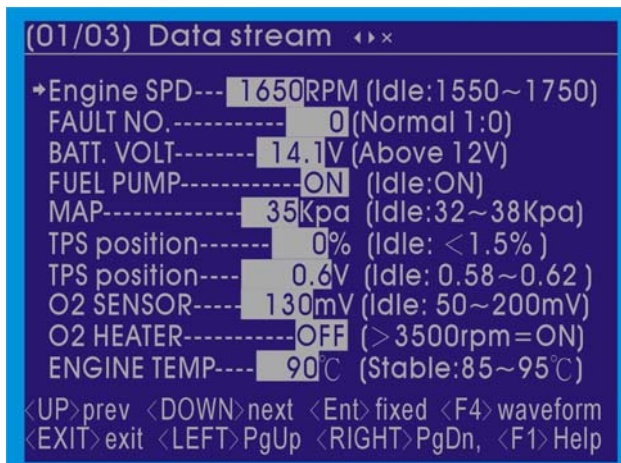 (01/03) Data stream ◂▸×
➔Engine SPD--- 1650RPM (Idle:1550~1750)
FAULT NO.----------- 0 (Normal 1:0)
BATT. VOLT-------- 14.1V (Above 12V)
FUEL PUMP-----------ON (Idle:ON)
MAP------------- 35Kpa (Idle:32~38Kpa)
TPS position------- 0% (Idle: <1.5% )
TPS position---- 0.6V (Idle: 0.58~0.62 )
O2 SENSOR----- 130mV (Idle: 50~200mV)
O2 HEATER-----------OFF (>3500rpm=ON)
ENGINE TEMP---- 90℃ (Stable:85~95℃)
<UP>prev <DOWN>next <Ent>fixed <F4>waveform
<EXIT>exit <LEFT>PgUp <RIGHT>PgDn, <F1>Help